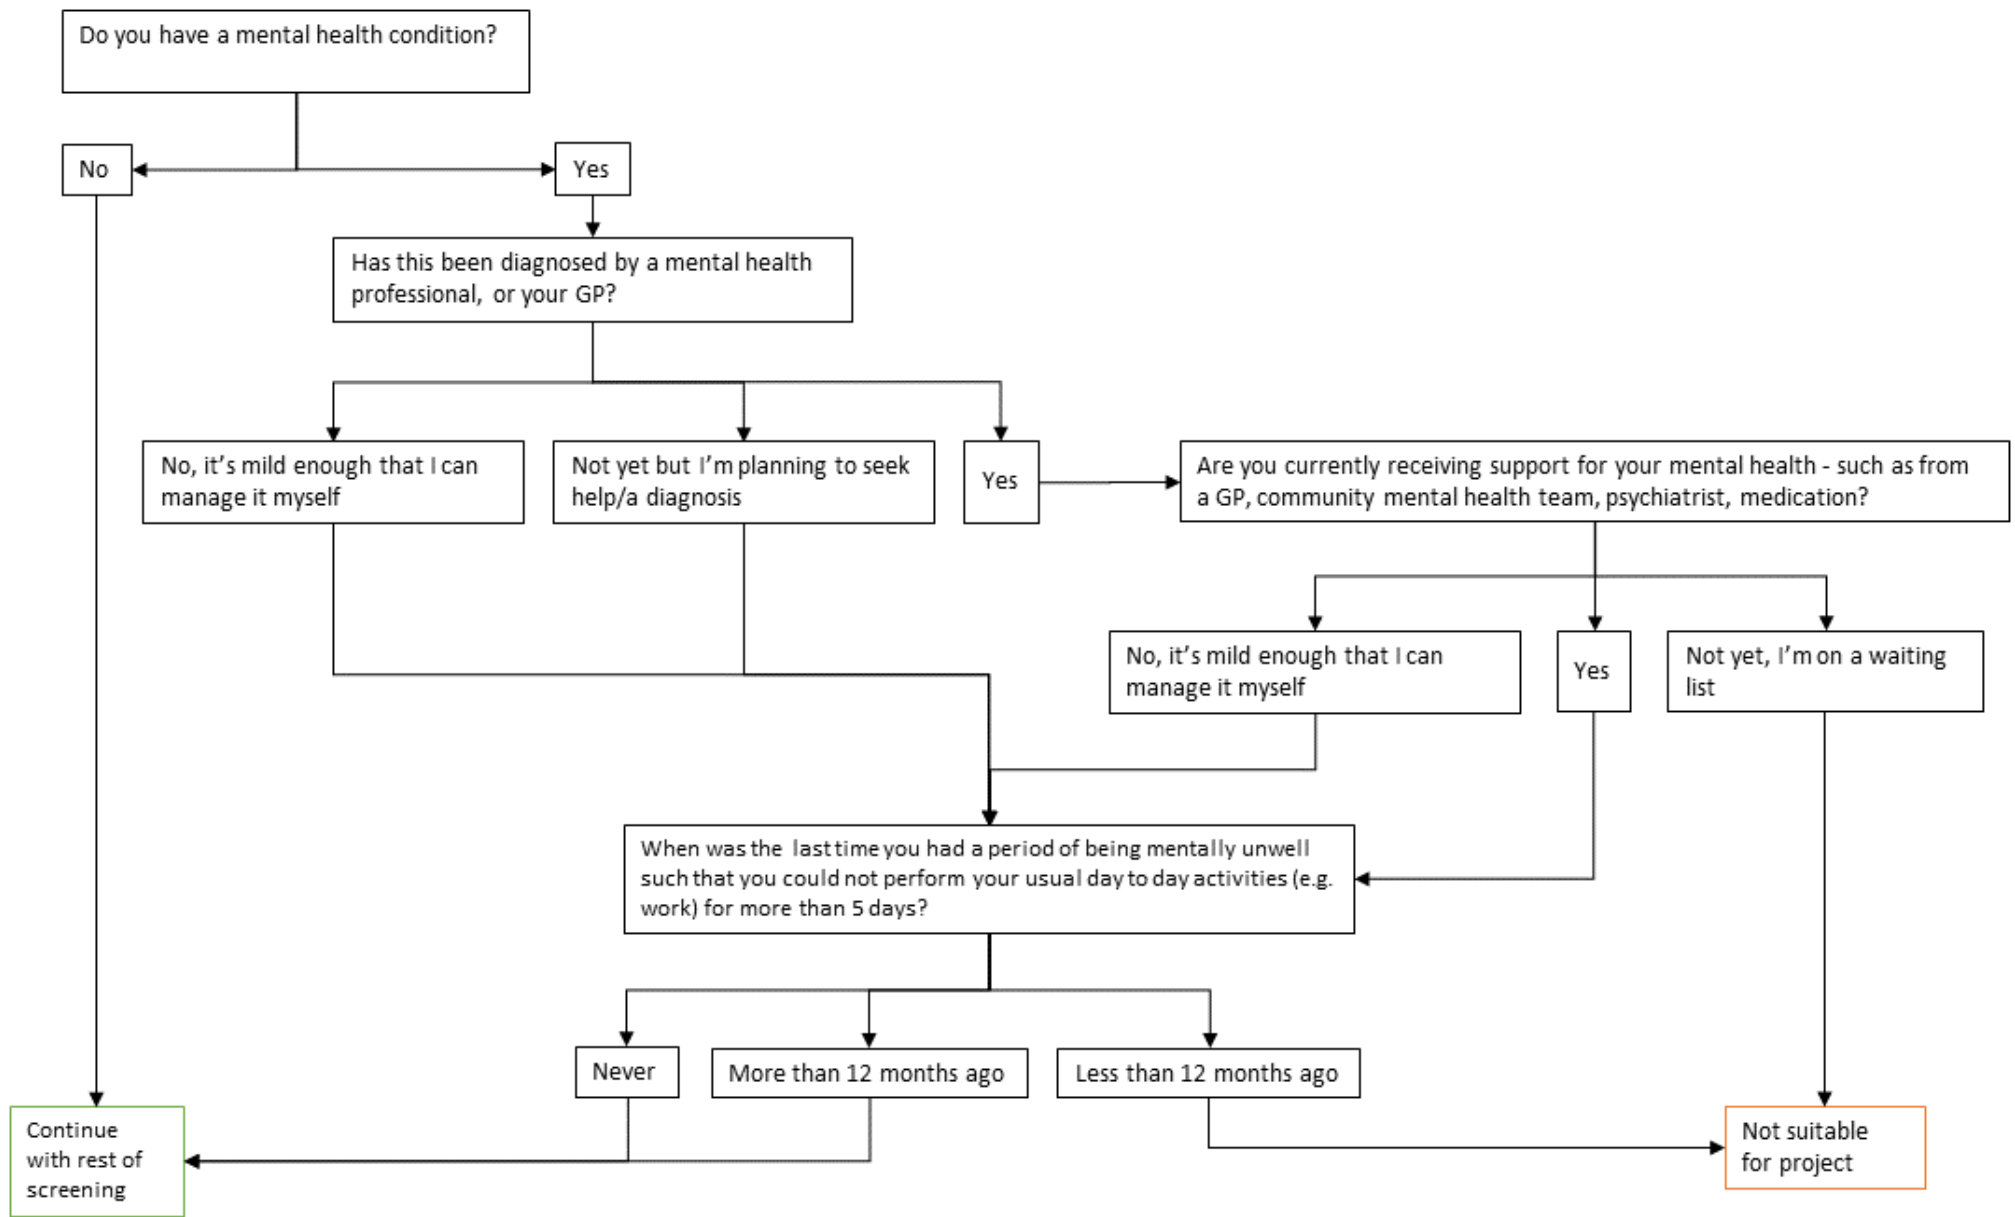 Do you have a mental health condition?
No
Yes
Has this been diagnosed by a mental health
professional, or your GP?
No, it's mild enough that I can
manage it myself
Not yet but I'm planning to seek
help/a diagnosis
Yes
Are you currently receiving support for your mental health - such as from
a GP, community mental health team, psychiatrist, medication?
No, it's mild enough that I can
manage it myself
Yes
Not yet, I'm on a waiting
list
When was the last time you had a period of being mentally unwell
such that you could not perform your usual day to day activities (e.g.
work) for more than 5 days?
Never
More than 12 months ago
Less than 12 months ago
Continue
with rest of
screening
Not suitable
for project